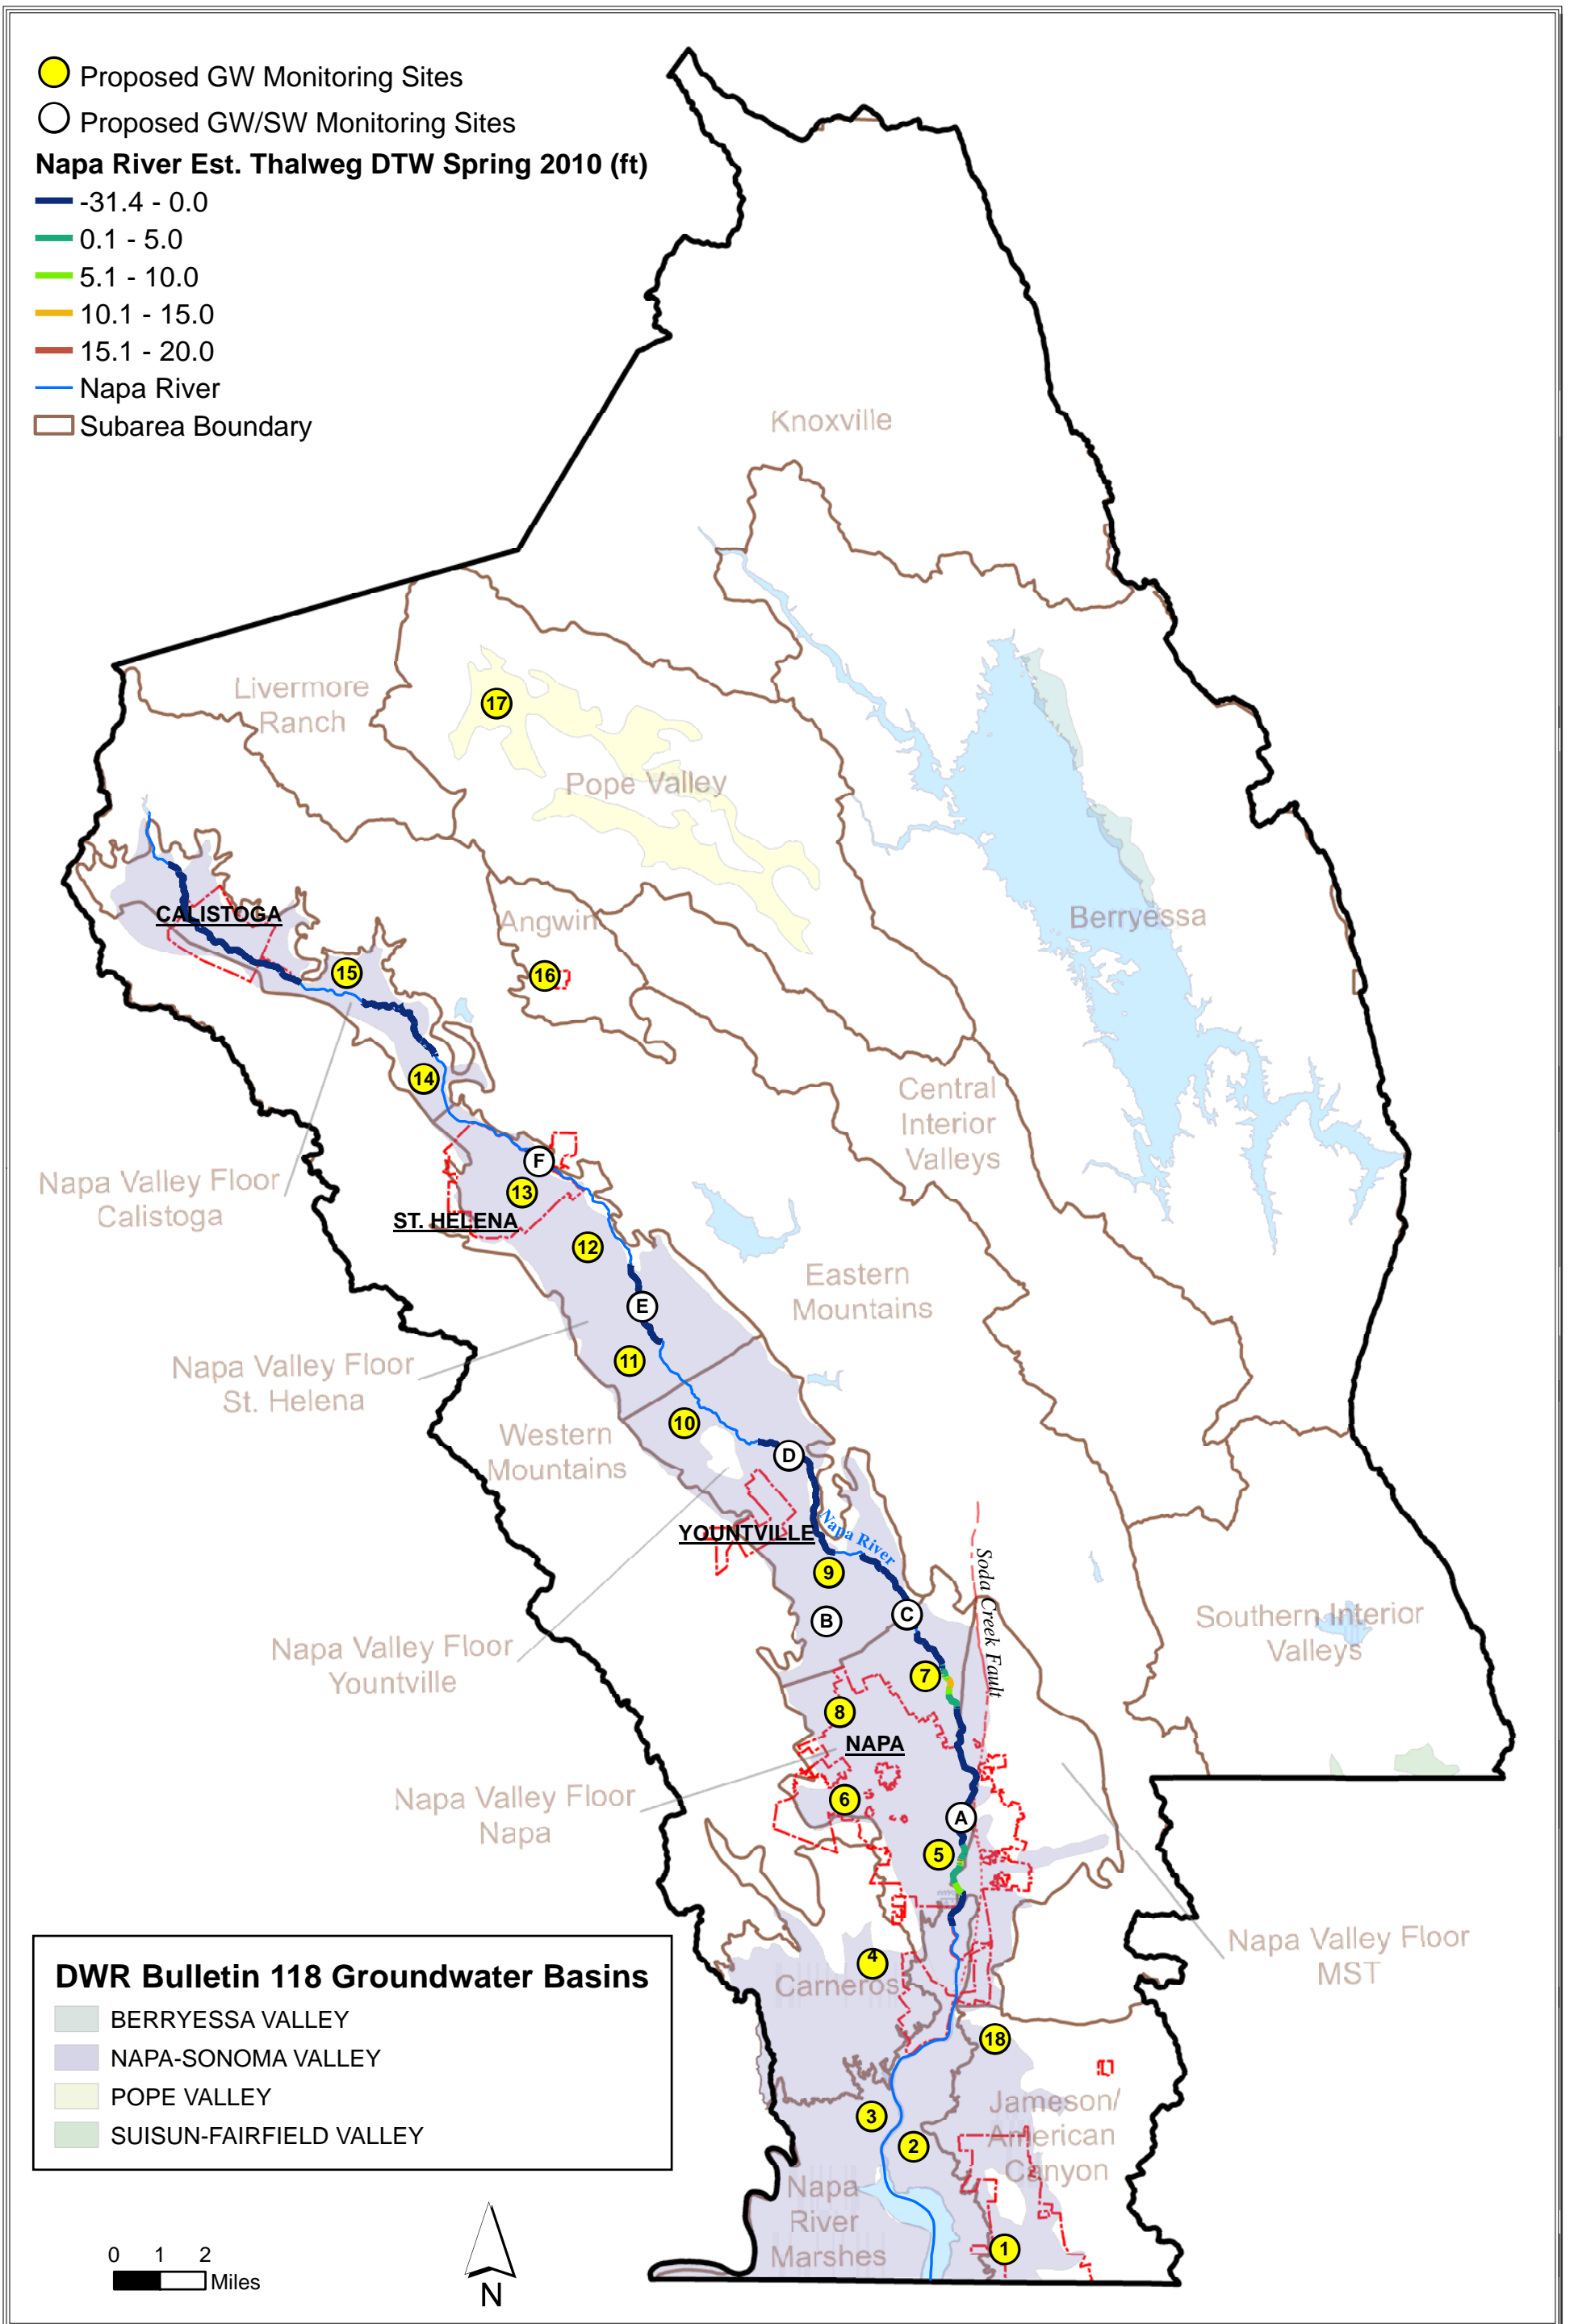 Proposed GW Monitoring Sites
Proposed GW/SW Monitoring Sites
Napa River Est. Thalweg DTW Spring 2010 (ft)
-31.4 - 0.0
0.1 - 5.0
5.1 - 10.0
10.1 - 15.0
15.1 - 20.0
Napa River
Subarea Boundary
Knoxville
Livermore
Ranch
17
Pope Valley
CALISTOGA
Angwin
Berryessa
15
16
14
Central
Interior
Valleys
F
Napa Valley Floor
Calistoga
13
ST. HELENA
12
Eastern
Mountains
E
Napa Valley Floor
St. Helena
11
10
Western
Mountains
D
YOUNTVILLE
Napa River
Soda Creek Fault
9
B
C
Southern Interior
Valleys
Napa Valley Floor
Yountville
7
8
NAPA
Napa Valley Floor
Napa
6
A
5
Napa Valley Floor
MST
4
Carneros
18
Jameson/
American
Canyon
3
2
Napa
River
Marshes
1
DWR Bulletin 118 Groundwater Basins
BERRYESSA VALLEY
NAPA-SONOMA VALLEY
POPE VALLEY
SUISUN-FAIRFIELD VALLEY
0 1 2
Miles
N